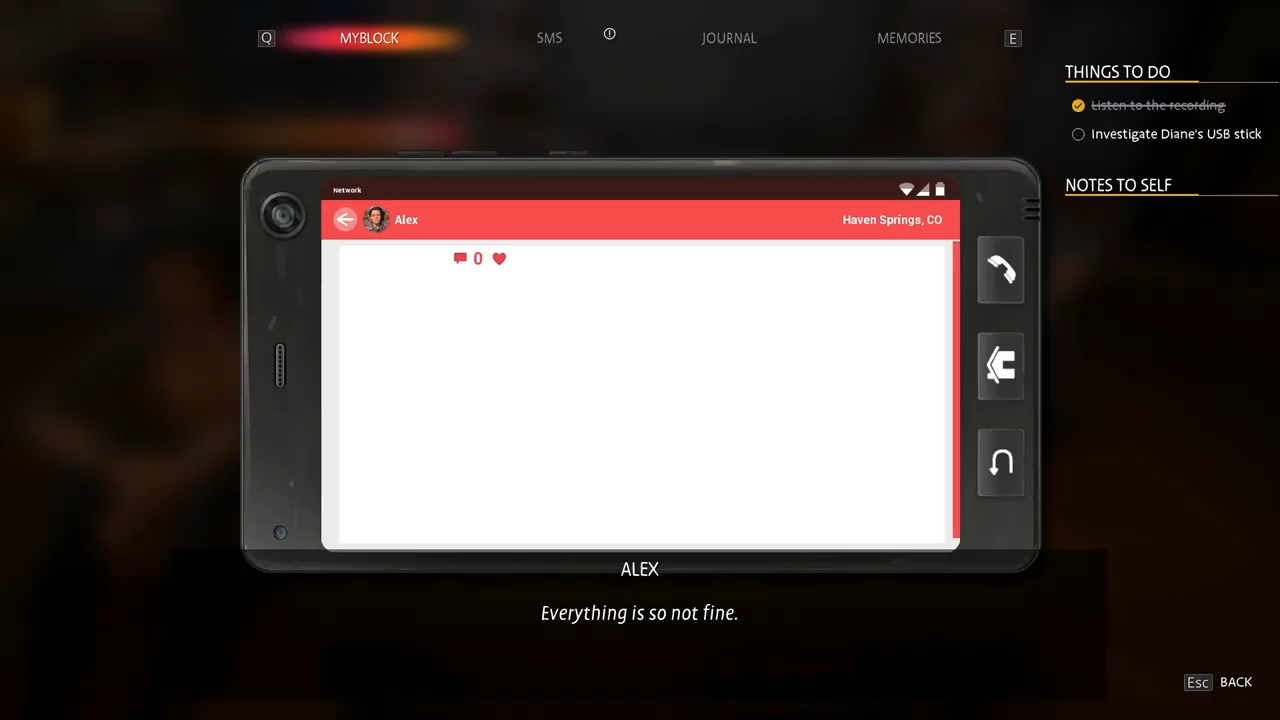 Q MYBLOCK SMS JOURNAL MEMORIES E
THINGS TO DO
Listen to the recording
Investigate Diane's USB stick
NOTES TO SELF
Network
Alex Haven Springs, CO
0
ALEX
Everything is so not fine.
Esc BACK